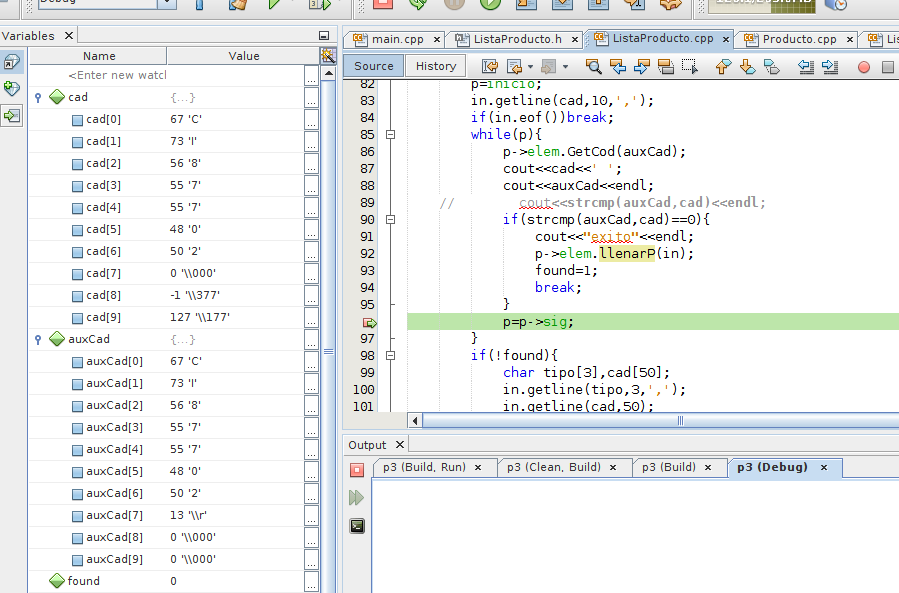 Debug
Variables
Name Value
<Enter new watcl
cad {...}
cad[0] 67 'C'
cad[1] 73 'I'
cad[2] 56 '8'
cad[3] 55 '7'
cad[4] 55 '7'
cad[5] 48 '0'
cad[6] 50 '2'
cad[7] 0 '\\000'
cad[8] -1 '\\377'
cad[9] 127 '\\177'
auxCad {...}
auxCad[0] 67 'C'
auxCad[1] 73 'I'
auxCad[2] 56 '8'
auxCad[3] 55 '7'
auxCad[4] 55 '7'
auxCad[5] 48 '0'
auxCad[6] 50 '2'
auxCad[7] 13 '\\r'
auxCad[8] 0 '\\000'
auxCad[9] 0 '\\000'
found 0
main.cpp ListaProducto.h ListaProducto.cpp Producto.cpp Lis
Source History
82 p=inicio;
83 in.getline(cad,10,',');
84 if(in.eof())break;
85 while(p){
86 p->elem.GetCod(auxCad);
87 cout<<cad<<' ';
88 cout<<auxCad<<endl;
89 // cout<<strcmp(auxCad,cad)<<endl;
90 if(strcmp(auxCad,cad)==0){
91 cout<<"exito"<<endl;
92 p->elem.llenarP(in);
93 found=1;
94 break;
95 }
p=p->sig;
97 }
98 if(!found){
99 char tipo[3],cad[50];
100 in.getline(tipo,3,',');
101 in.getline(cad,50);
Output
p3 (Build, Run) p3 (Clean, Build) p3 (Build) p3 (Debug)